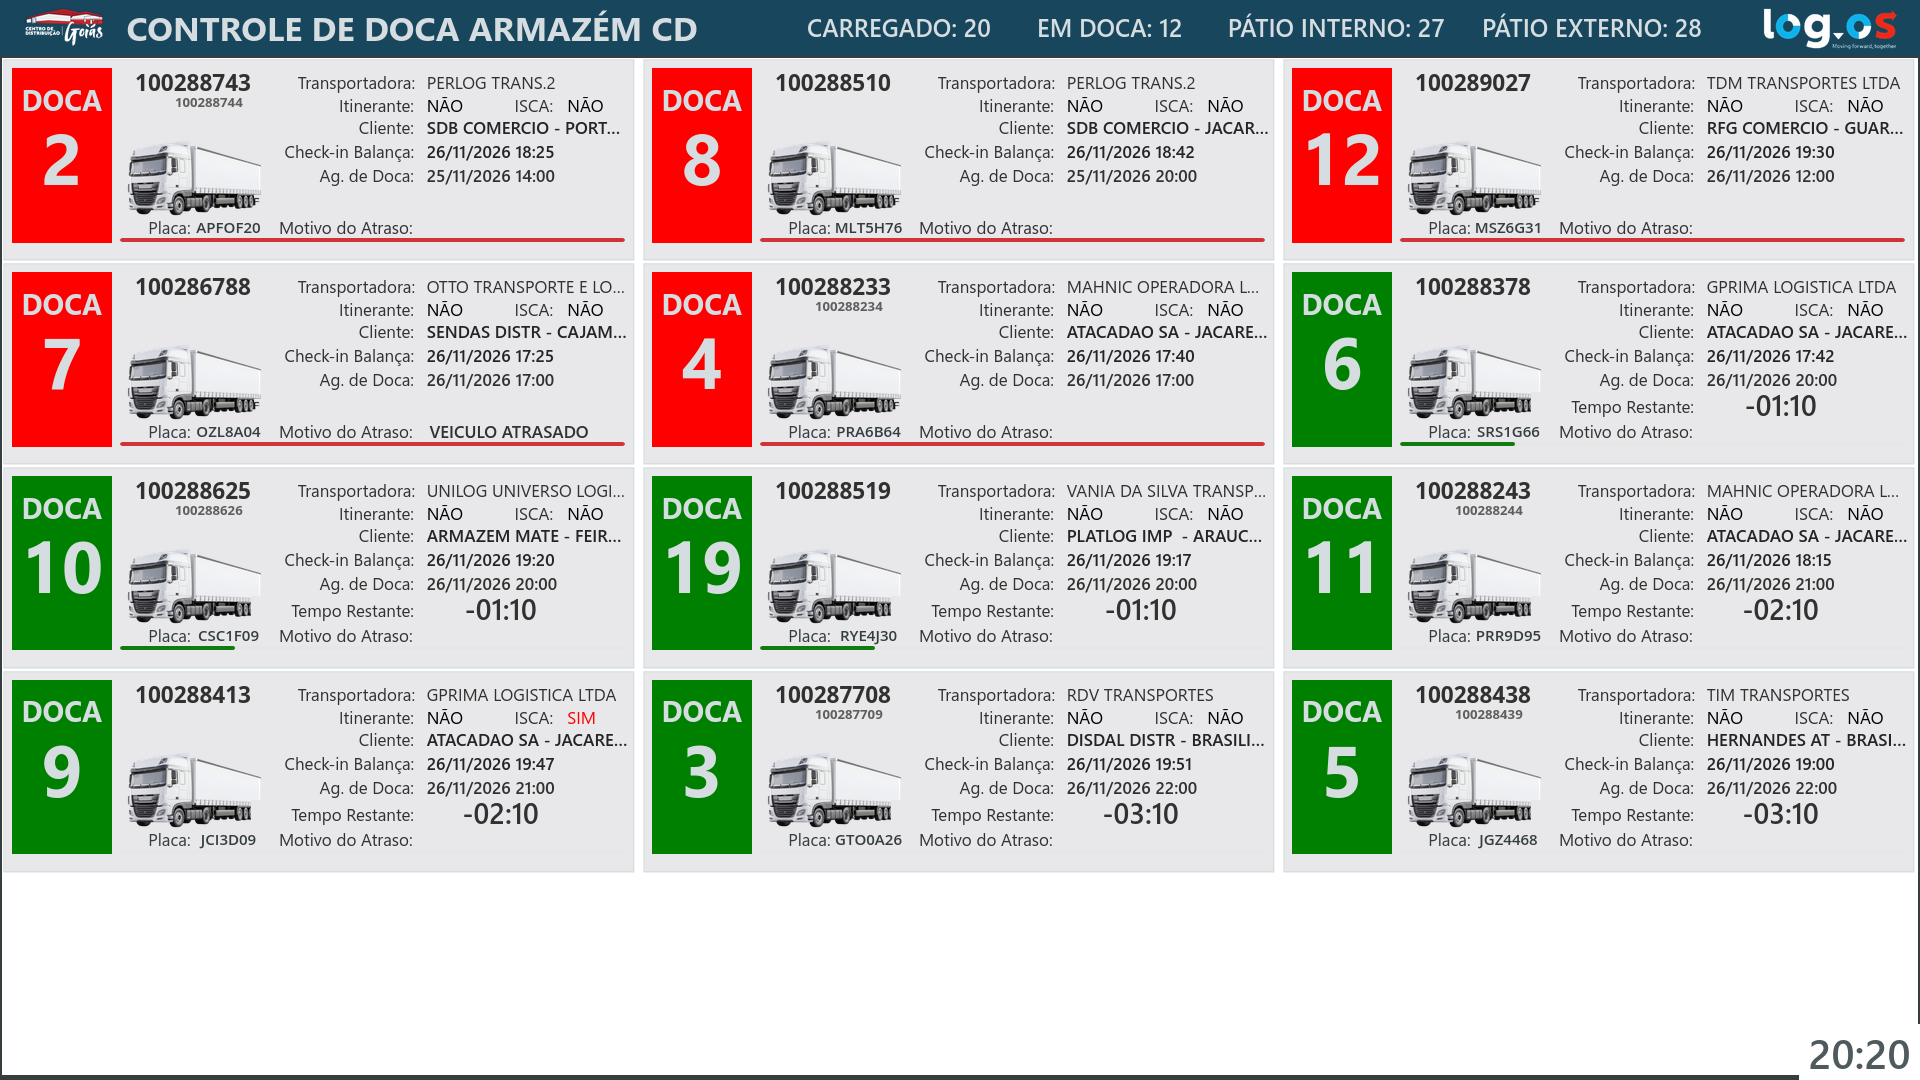 CENTRO DE DISTRIBUIÇÃO Goiás
CONTROLE DE DOCA ARMAZÉM CD
CARREGADO: 20
EM DOCA: 12
PÁTIO INTERNO: 27
PÁTIO EXTERNO: 28
log.os
Moving forward, together
DOCA 2
100288743
100288744
Transportadora: PERLOG TRANS.2
Itinerante: NÃO ISCA: NÃO
Cliente: SDB COMERCIO - PORT...
Check-in Balança: 26/11/2026 18:25
Ag. de Doca: 25/11/2026 14:00
Placa: APFOF20 Motivo do Atraso:
DOCA 8
100288510
Transportadora: PERLOG TRANS.2
Itinerante: NÃO ISCA: NÃO
Cliente: SDB COMERCIO - JACAR...
Check-in Balança: 26/11/2026 18:42
Ag. de Doca: 25/11/2026 20:00
Placa: MLT5H76 Motivo do Atraso:
DOCA 12
100289027
Transportadora: TDM TRANSPORTES LTDA
Itinerante: NÃO ISCA: NÃO
Cliente: RFG COMERCIO - GUAR...
Check-in Balança: 26/11/2026 19:30
Ag. de Doca: 26/11/2026 12:00
Placa: MSZ6G31 Motivo do Atraso:
DOCA 7
100286788
Transportadora: OTTO TRANSPORTE E LO...
Itinerante: NÃO ISCA: NÃO
Cliente: SENDAS DISTR - CAJAM...
Check-in Balança: 26/11/2026 17:25
Ag. de Doca: 26/11/2026 17:00
Placa: OZL8A04 Motivo do Atraso: VEICULO ATRASADO
DOCA 4
100288233
100288234
Transportadora: MAHNIC OPERADORA L...
Itinerante: NÃO ISCA: NÃO
Cliente: ATACADAO SA - JACARE...
Check-in Balança: 26/11/2026 17:40
Ag. de Doca: 26/11/2026 17:00
Placa: PRA6B64 Motivo do Atraso:
DOCA 6
100288378
Transportadora: GPRIMA LOGISTICA LTDA
Itinerante: NÃO ISCA: NÃO
Cliente: ATACADAO SA - JACARE...
Check-in Balança: 26/11/2026 17:42
Ag. de Doca: 26/11/2026 20:00
Tempo Restante: -01:10
Placa: SRS1G66 Motivo do Atraso:
DOCA 10
100288625
100288626
Transportadora: UNILOG UNIVERSO LOGI...
Itinerante: NÃO ISCA: NÃO
Cliente: ARMAZEM MATE - FEIR...
Check-in Balança: 26/11/2026 19:20
Ag. de Doca: 26/11/2026 20:00
Tempo Restante: -01:10
Placa: CSC1F09 Motivo do Atraso:
DOCA 19
100288519
Transportadora: VANIA DA SILVA TRANSP...
Itinerante: NÃO ISCA: NÃO
Cliente: PLATLOG IMP - ARAUC...
Check-in Balança: 26/11/2026 19:17
Ag. de Doca: 26/11/2026 20:00
Tempo Restante: -01:10
Placa: RYE4J30 Motivo do Atraso:
DOCA 11
100288243
100288244
Transportadora: MAHNIC OPERADORA L...
Itinerante: NÃO ISCA: NÃO
Cliente: ATACADAO SA - JACARE...
Check-in Balança: 26/11/2026 18:15
Ag. de Doca: 26/11/2026 21:00
Tempo Restante: -02:10
Placa: PRR9D95 Motivo do Atraso:
DOCA 9
100288413
Transportadora: GPRIMA LOGISTICA LTDA
Itinerante: NÃO ISCA: SIM
Cliente: ATACADAO SA - JACARE...
Check-in Balança: 26/11/2026 19:47
Ag. de Doca: 26/11/2026 21:00
Tempo Restante: -02:10
Placa: JCI3D09 Motivo do Atraso:
DOCA 3
100287708
100287709
Transportadora: RDV TRANSPORTES
Itinerante: NÃO ISCA: NÃO
Cliente: DISDAL DISTR - BRASILI...
Check-in Balança: 26/11/2026 19:51
Ag. de Doca: 26/11/2026 22:00
Tempo Restante: -03:10
Placa: GTO0A26 Motivo do Atraso:
DOCA 5
100288438
100288439
Transportadora: TIM TRANSPORTES
Itinerante: NÃO ISCA: NÃO
Cliente: HERNANDES AT - BRASI...
Check-in Balança: 26/11/2026 19:00
Ag. de Doca: 26/11/2026 22:00
Tempo Restante: -03:10
Placa: JGZ4468 Motivo do Atraso:
20:20